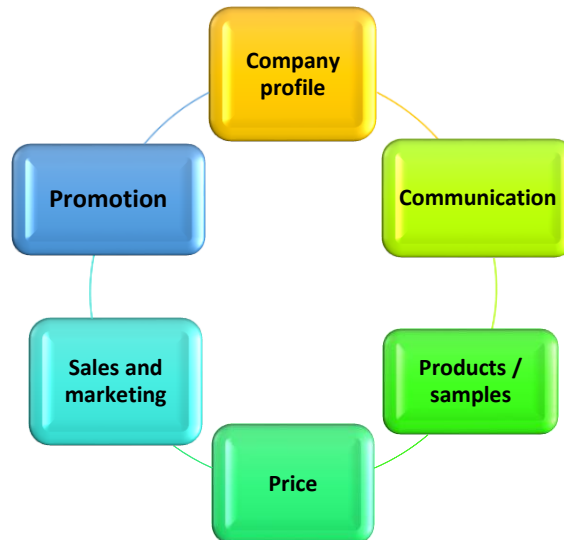 Company
profile
Communication
Products /
samples
Price
Sales and
marketing
Promotion